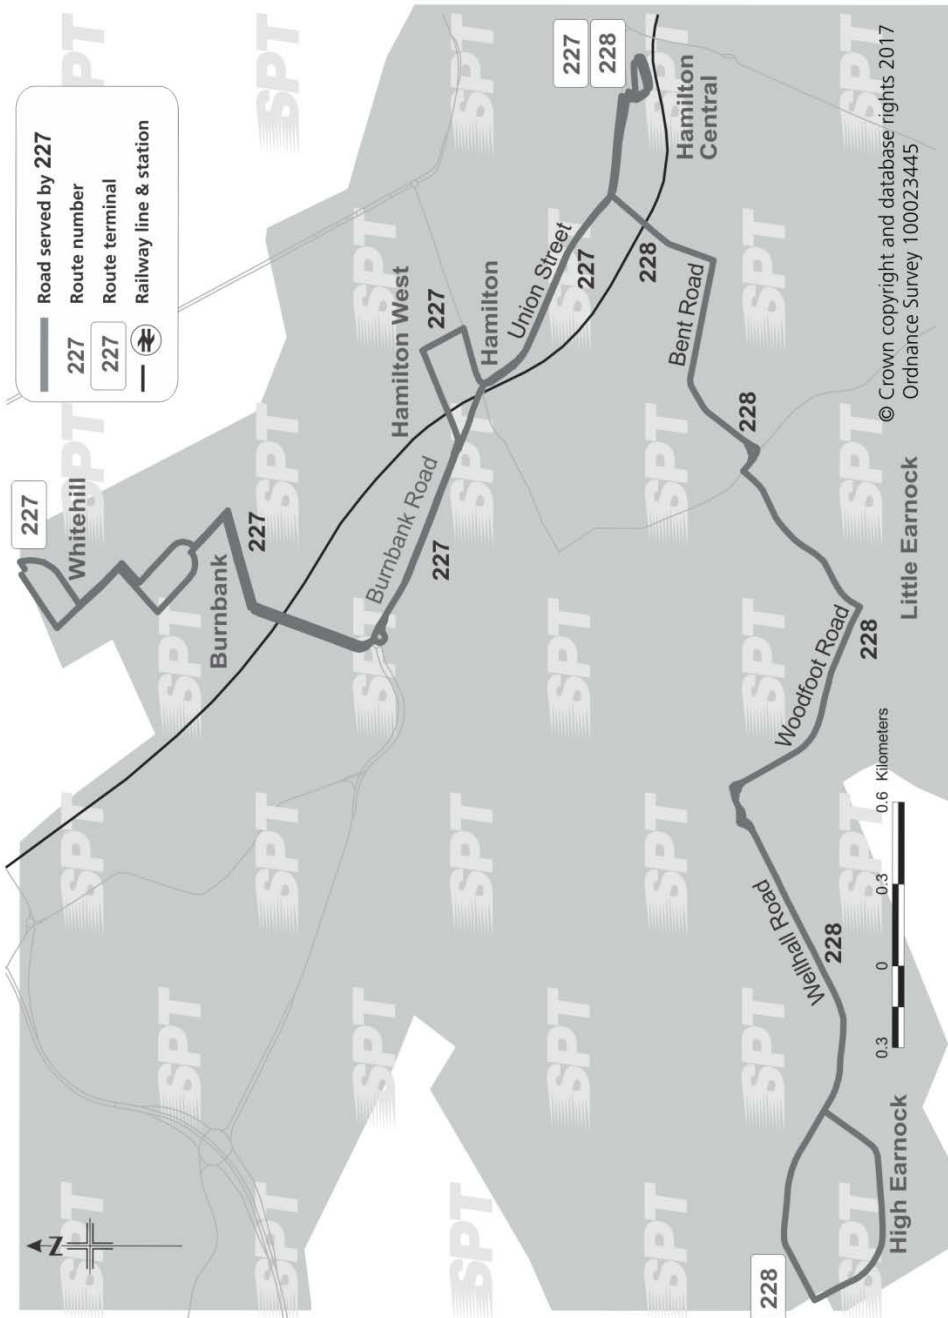 N
227
Whitehill
Road served by 227
227 Route number
227 Route terminal
Railway line & station
Burnbank
227
Burnbank Road
227
Hamilton West
227
Hamilton
Union Street
227
227
228
228
Hamilton
Central
Bent Road
228
228
Wellhall Road
228
Woodfoot Road
228
High Earnock
Little Earnock
0.3 0 0.3 0.6 Kilometers
© Crown copyright and database rights 2017
Ordnance Survey 100023445
SPT